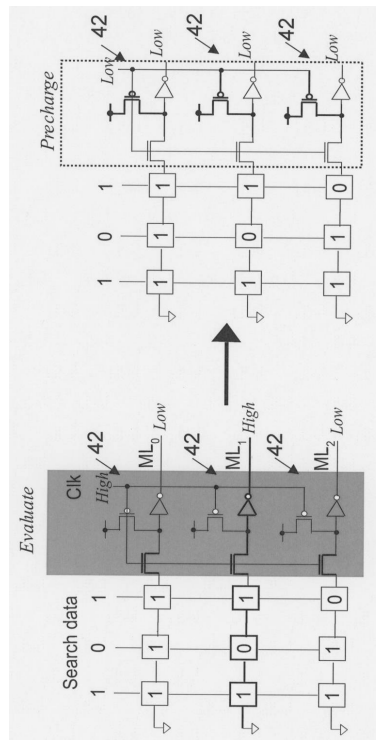 Evaluate
Search data Clk
1 0 1 High 42
1 1 1 ML₀ Low
42
1 0 1 ML₁ High
42
1 1 0 ML₂ Low
Precharge
1 0 1 Low 42
1 1 1 Low
42
1 0 1 Low
42
1 1 0 Low